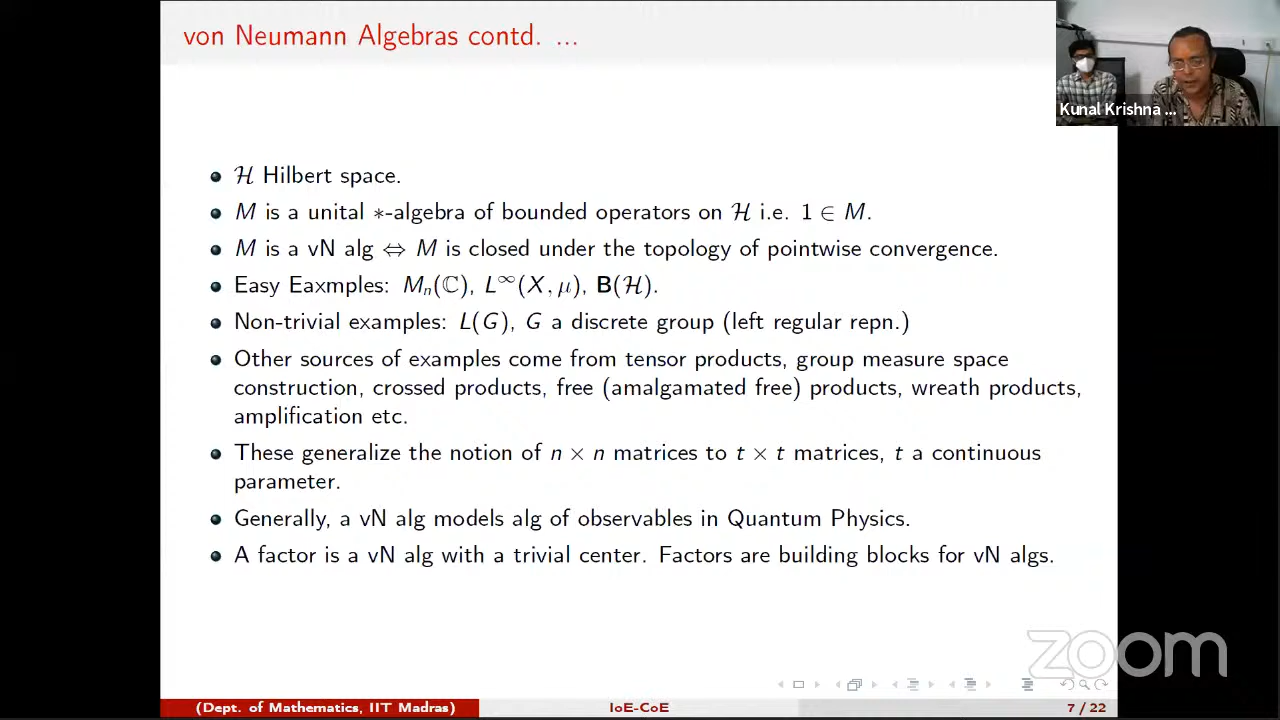 von Neumann Algebras contd. ...
Kunal Krishna ...
ℋ Hilbert space.
M is a unital ∗-algebra of bounded operators on ℋ i.e. 1 ∈ M.
M is a vN alg ⇔ M is closed under the topology of pointwise convergence.
Easy Eaxmples: Mₙ(ℂ), L^∞(X, μ), B(ℋ).
Non-trivial examples: L(G), G a discrete group (left regular repn.)
Other sources of examples come from tensor products, group measure space
construction, crossed products, free (amalgamated free) products, wreath products,
amplification etc.
These generalize the notion of n × n matrices to t × t matrices, t a continuous
parameter.
Generally, a vN alg models alg of observables in Quantum Physics.
A factor is a vN alg with a trivial center. Factors are building blocks for vN algs.
zoom
(Dept. of Mathematics, IIT Madras) IoE-CoE 7 / 22